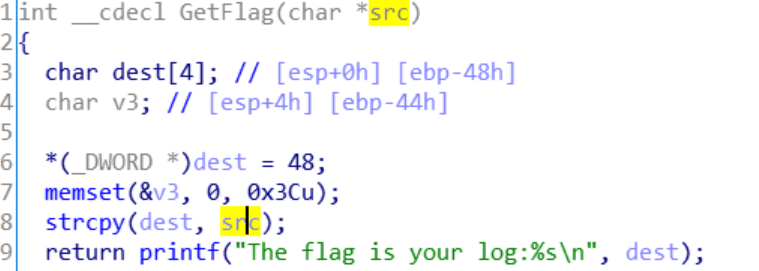 1 int __cdecl GetFlag(char *src)
2 {
3 char dest[4]; // [esp+0h] [ebp-48h]
4 char v3; // [esp+4h] [ebp-44h]
5
6 *(_DWORD *)dest = 48;
7 memset(&v3, 0, 0x3Cu);
8 strcpy(dest, src);
9 return printf("The flag is your log:%s\n", dest);